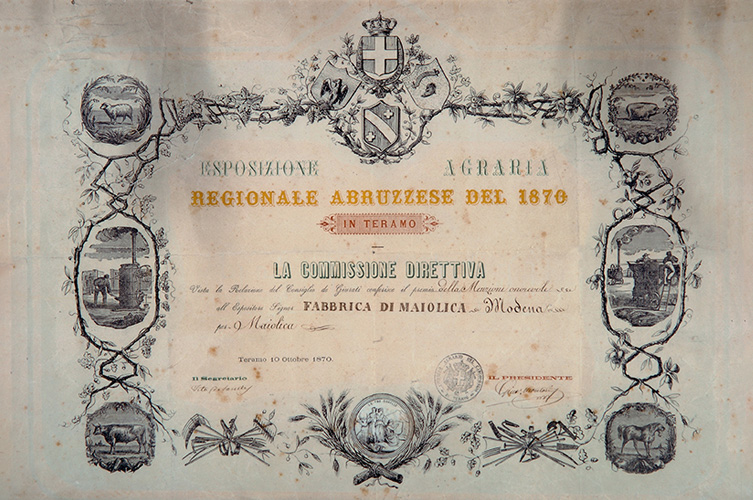 ESPOSIZIONE AGRARIA
REGIONALE ABRUZZESE DEL 1870
IN TERAMO
LA COMMISSIONE DIRETTIVA
Vista la Relazione del Consiglio di Giurati conferisce il premio della Menzione onorevole
all Espositore Signor FABBRICA DI MAIOLICA di Modena
per Maiolica
Teramo 10 Ottobre 1870.
Il Segretario
IL PRESIDENTE